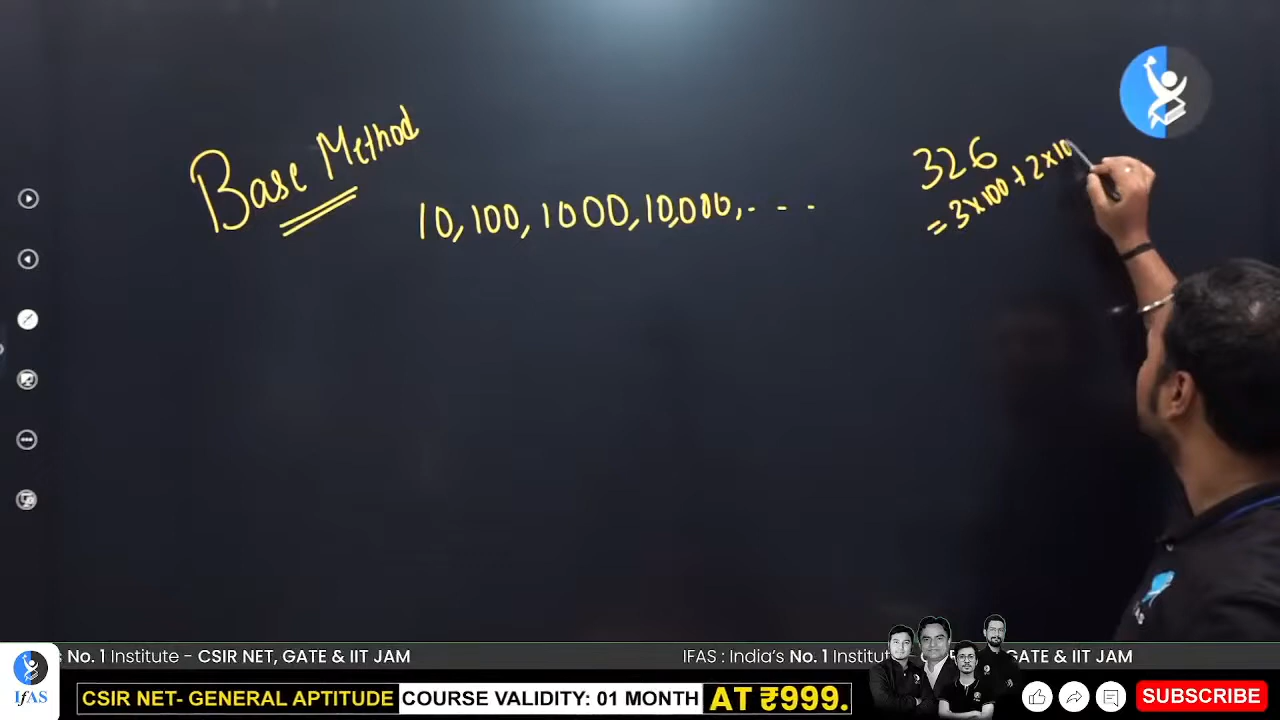 Base Method
10, 100, 1000, 10,000, . - - -
326
= 3×100 + 2×10
s No. 1 Institute - CSIR NET, GATE & IIT JAM
IFAS : India's No. 1 Institut
GATE & IIT JAM
IfAS
CSIR NET- GENERAL APTITUDE COURSE VALIDITY: 01 MONTH AT ₹999.
SUBSCRIBE